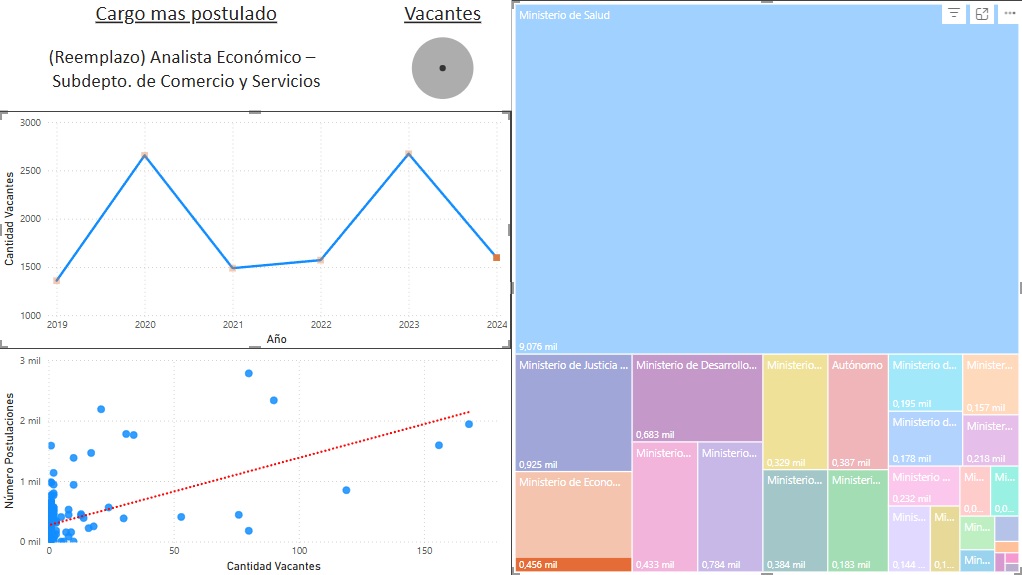 Cargo mas postulado
Vacantes
(Reemplazo) Analista Económico –
Subdepto. de Comercio y Servicios
3000
2500
2000
1500
1000
Cantidad Vacantes
2019
2020
2021
2022
2023
2024
Año
3 mil
2 mil
1 mil
0 mil
Número Postulaciones
0
50
100
150
Cantidad Vacantes
Ministerio de Salud
9,076 mil
Ministerio de Justicia ...
0,925 mil
Ministerio de Econo...
0,456 mil
Ministerio de Desarrollo...
0,683 mil
Ministerio...
0,433 mil
Ministerio...
0,784 mil
Ministerio...
0,329 mil
Autónomo
0,387 mil
Ministerio...
0,384 mil
Ministeri...
0,183 mil
Ministerio d...
0,195 mil
Minister...
0,157 mil
Ministerio d...
0,178 mil
Minister...
0,218 mil
Ministerio ...
0,232 mil
Mi...
0,0...
Mi...
0,0...
Minis...
0,144 ...
Mi...
0,1...
Min...
Min...